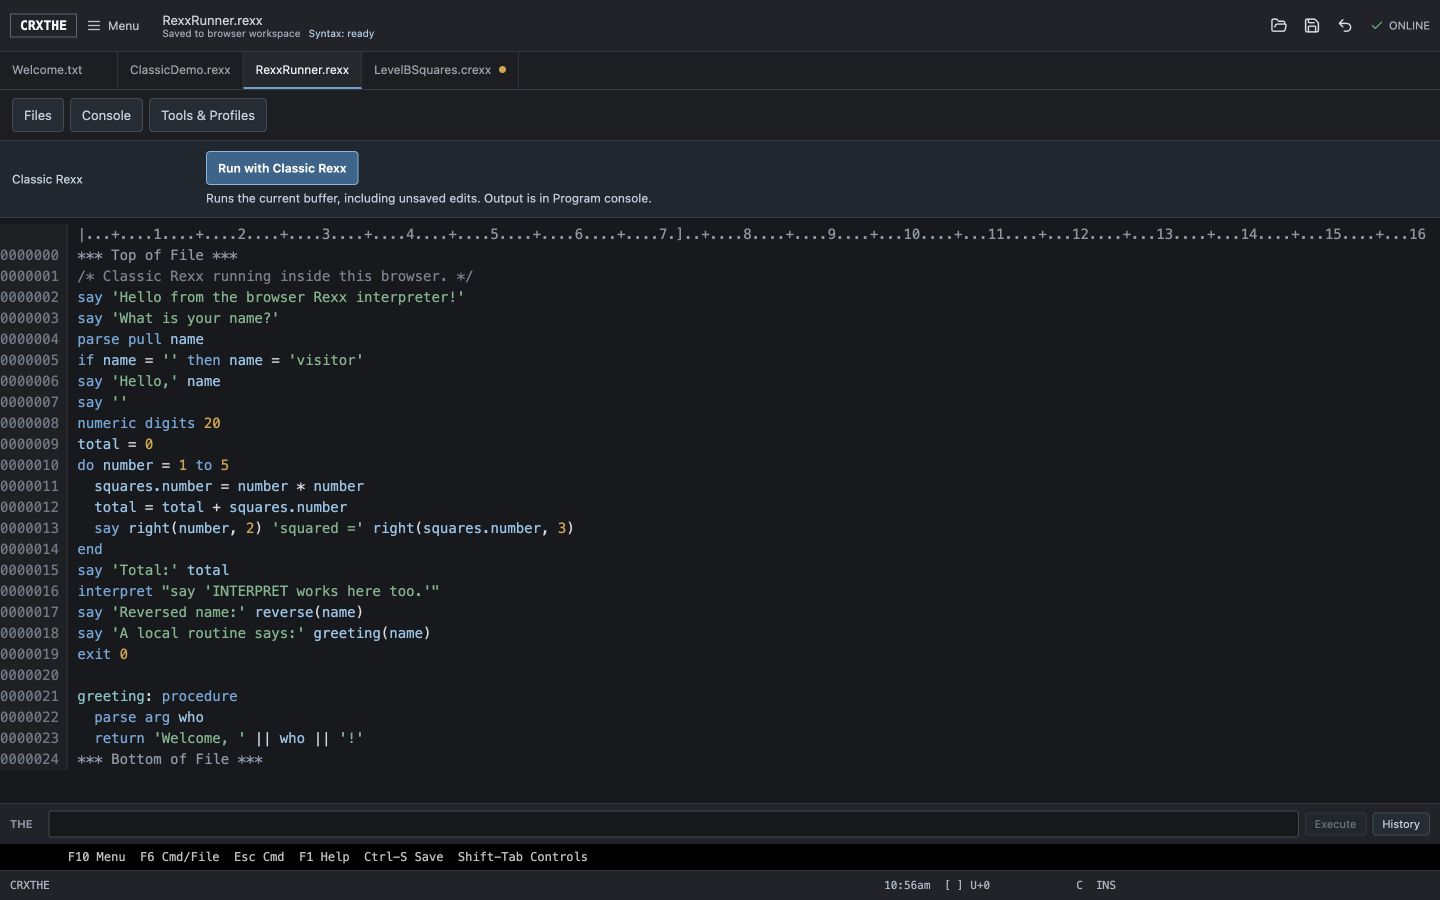 CRXTHE Menu RexxRunner.rexx
Saved to browser workspace Syntax: ready
ONLINE
Welcome.txt ClassicDemo.rexx RexxRunner.rexx LevelBSquares.crexx
Files Console Tools & Profiles
Classic Rexx Run with Classic Rexx
Runs the current buffer, including unsaved edits. Output is in Program console.
|...+....1....+....2....+....3....+....4....+....5....+....6....+....7.]..+....8....+....9....+...10....+...11....+...12....+...13....+...14....+...15....+...16
0000000 *** Top of File ***
0000001 /* Classic Rexx running inside this browser. */
0000002 say 'Hello from the browser Rexx interpreter!'
0000003 say 'What is your name?'
0000004 parse pull name
0000005 if name = '' then name = 'visitor'
0000006 say 'Hello,' name
0000007 say ''
0000008 numeric digits 20
0000009 total = 0
0000010 do number = 1 to 5
0000011   squares.number = number * number
0000012   total = total + squares.number
0000013   say right(number, 2) 'squared =' right(squares.number, 3)
0000014 end
0000015 say 'Total:' total
0000016 interpret "say 'INTERPRET works here too.'"
0000017 say 'Reversed name:' reverse(name)
0000018 say 'A local routine says:' greeting(name)
0000019 exit 0
0000020
0000021 greeting: procedure
0000022   parse arg who
0000023   return 'Welcome, ' || who || '!'
0000024 *** Bottom of File ***
THE Execute History
F10 Menu F6 Cmd/File Esc Cmd F1 Help Ctrl-S Save Shift-Tab Controls
CRXTHE 10:56am [ ] U+0 C INS